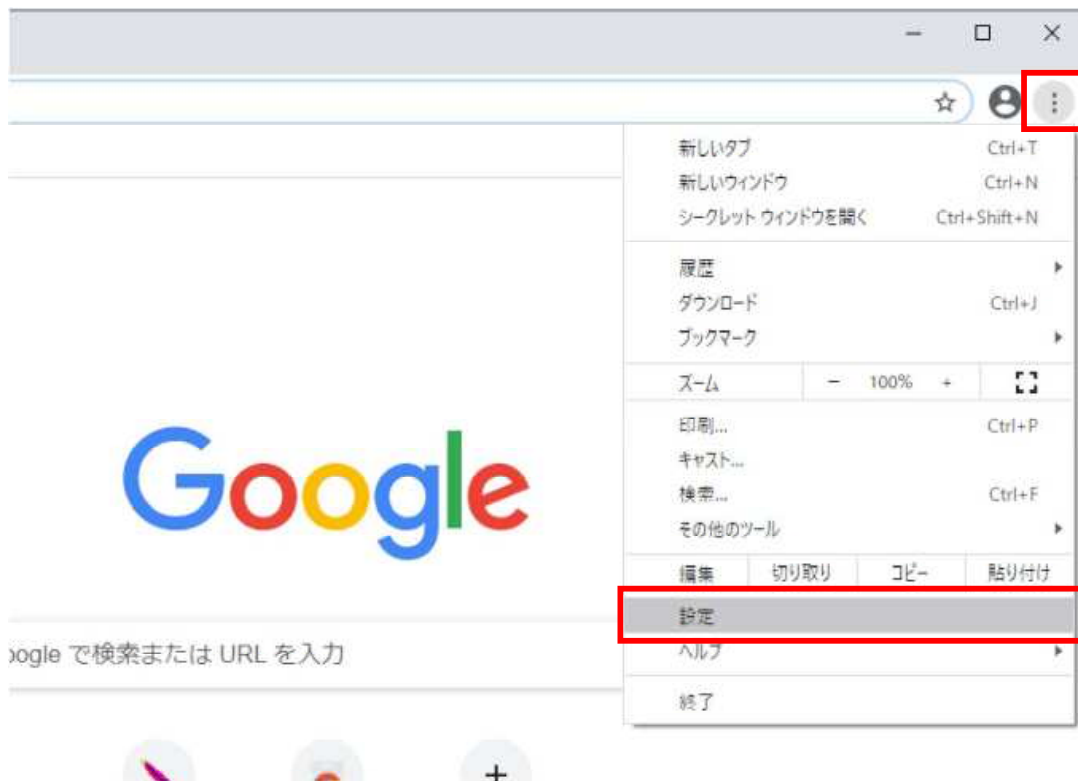 新しいタブ Ctrl+T
新しいウィンドウ Ctrl+N
シークレット ウィンドウを開く Ctrl+Shift+N
履歴
ダウンロード Ctrl+J
ブックマーク
ズーム - 100% +
印刷... Ctrl+P
キャスト...
検索... Ctrl+F
その他のツール
編集 切り取り コピー 貼り付け
設定
ヘルプ
終了
Google
oogle で検索または URL を入力